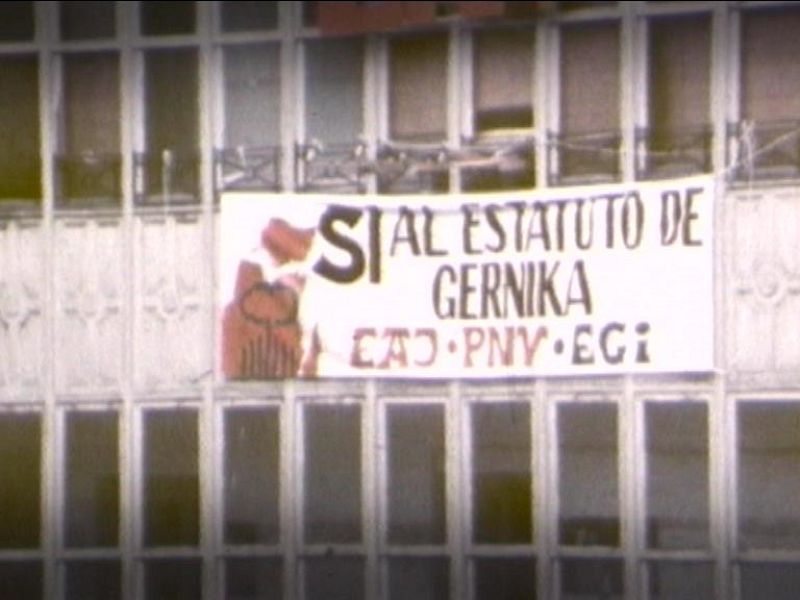 SI AL ESTATUTO DE
GERNIKA
EAJ·PNV·EGi